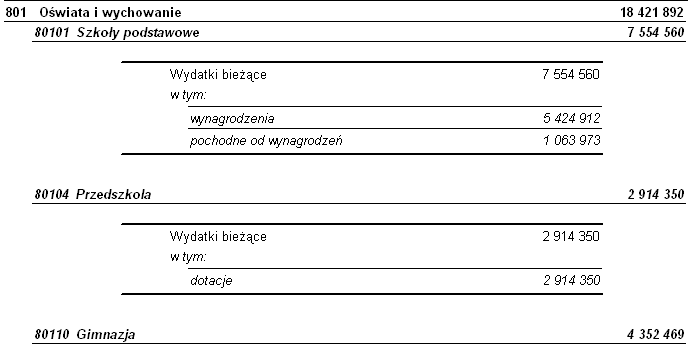 801 Oświata i wychowanie 18 421 892
80101 Szkoły podstawowe 7 554 560
Wydatki bieżące 7 554 560
w tym:
wynagrodzenia 5 424 912
pochodne od wynagrodzeń 1 063 973
80104 Przedszkola 2 914 350
Wydatki bieżące 2 914 350
w tym:
dotacje 2 914 350
80110 Gimnazja 4 352 469